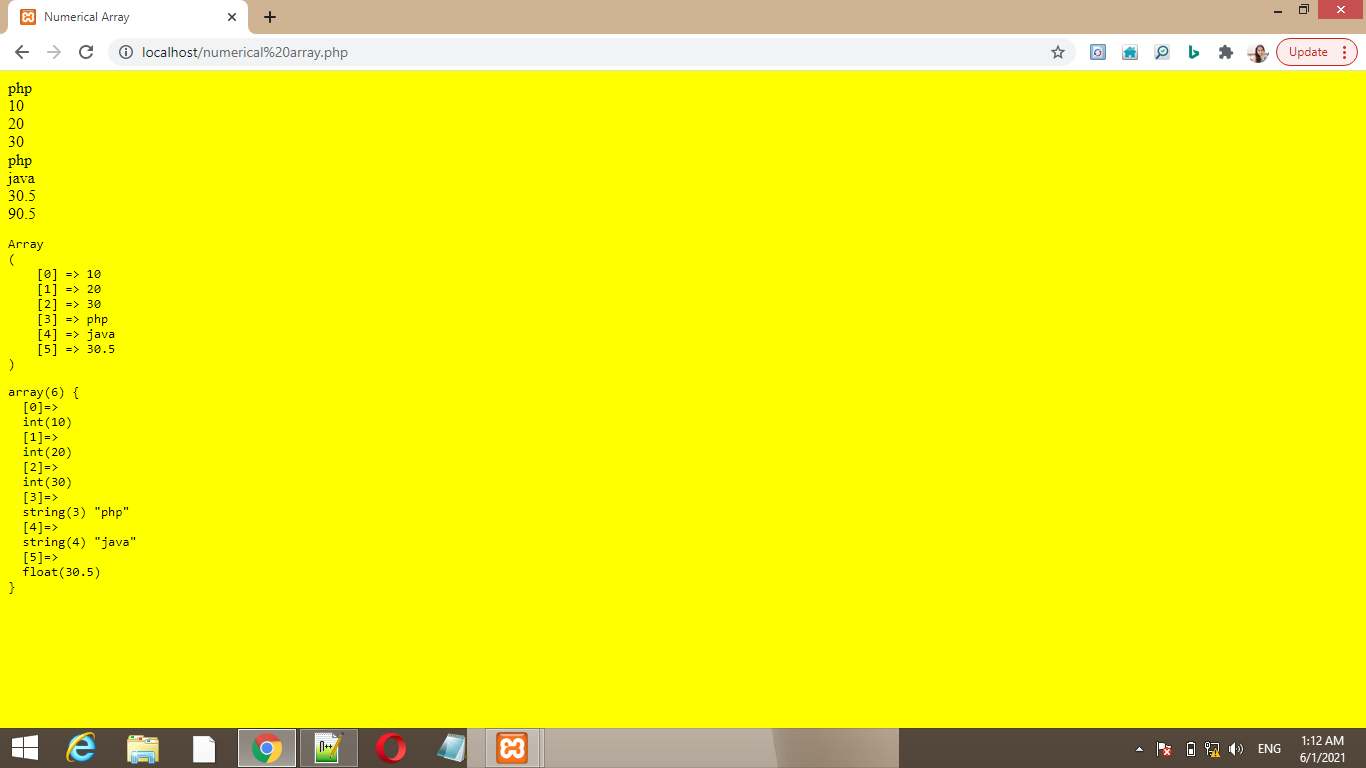 Numerical Array
localhost/numerical%20array.php
Update
php
10
20
30
php
java
30.5
90.5
Array
(
    [0] => 10
    [1] => 20
    [2] => 30
    [3] => php
    [4] => java
    [5] => 30.5
)
array(6) {
  [0]=>
  int(10)
  [1]=>
  int(20)
  [2]=>
  int(30)
  [3]=>
  string(3) "php"
  [4]=>
  string(4) "java"
  [5]=>
  float(30.5)
}
ENG
1:12 AM
6/1/2021